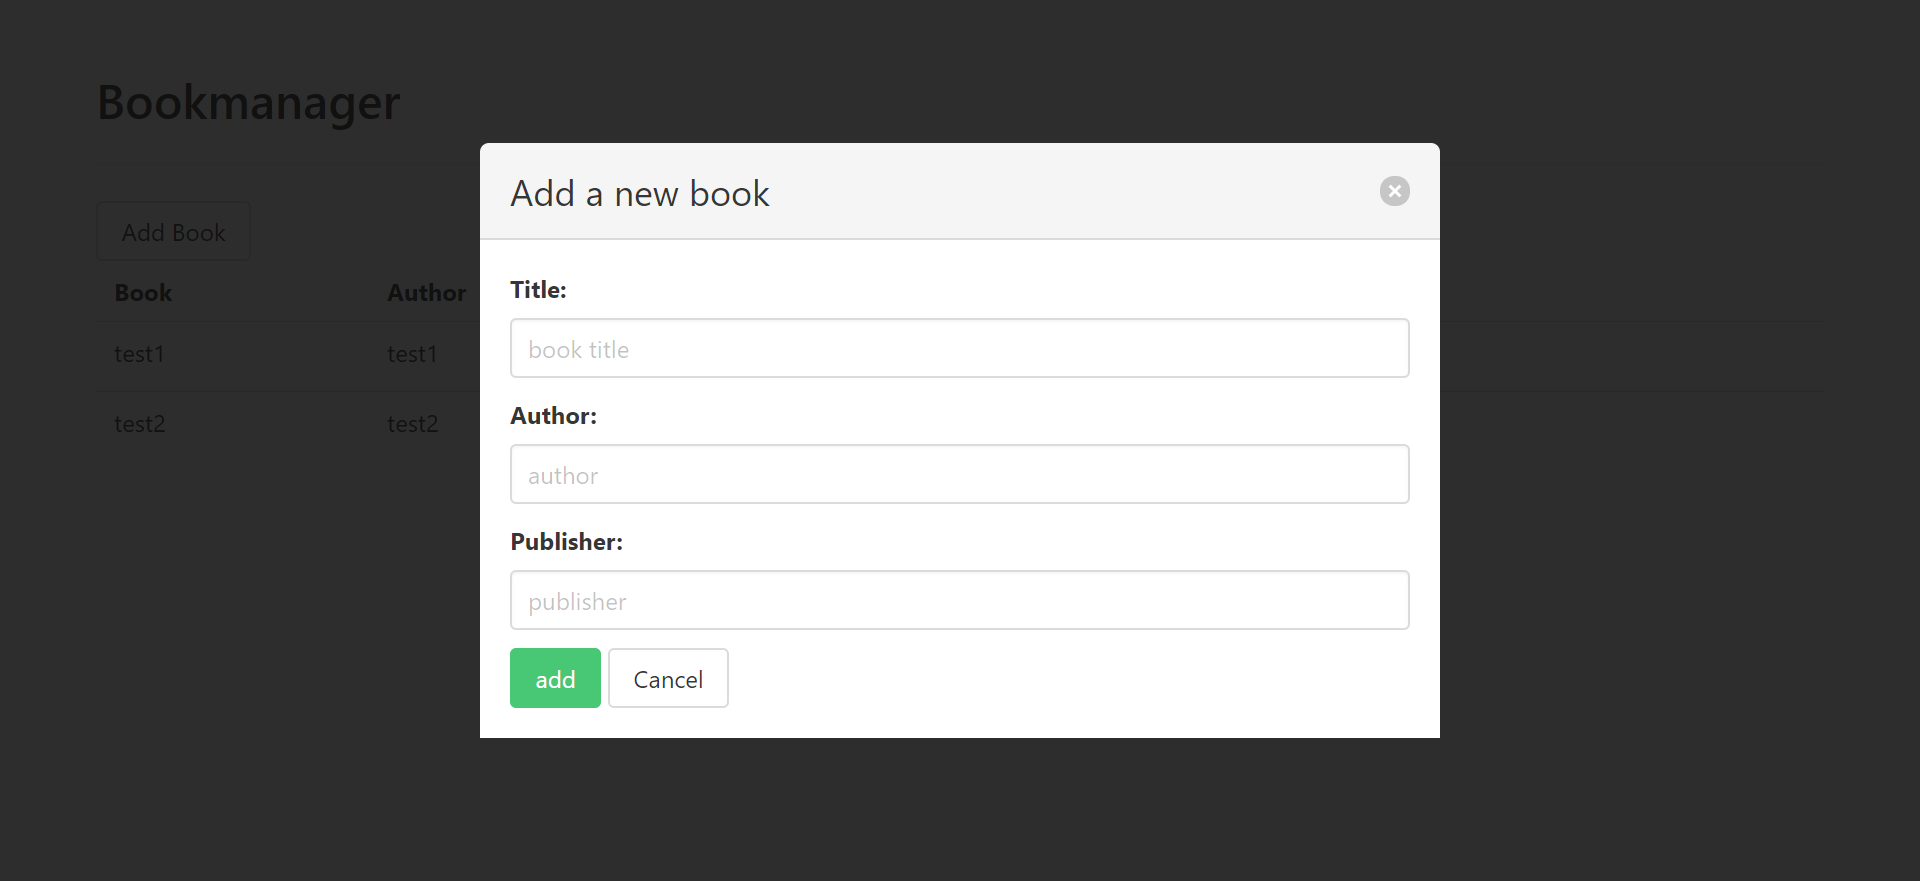 Bookmanager
Add Book
Book Author
test1 test1
test2 test2
Add a new book
Title:
book title
Author:
author
Publisher:
publisher
add Cancel